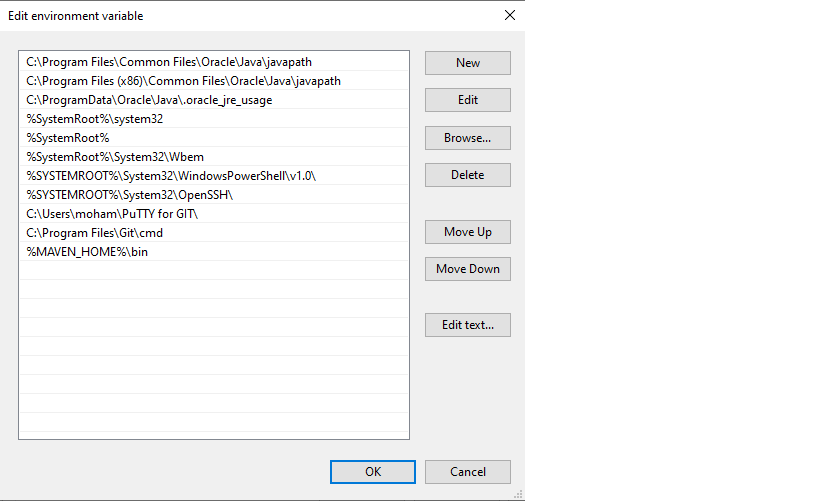 Edit environment variable
C:\Program Files\Common Files\Oracle\Java\javapath
C:\Program Files (x86)\Common Files\Oracle\Java\javapath
C:\ProgramData\Oracle\Java\.oracle_jre_usage
%SystemRoot%\system32
%SystemRoot%
%SystemRoot%\System32\Wbem
%SYSTEMROOT%\System32\WindowsPowerShell\v1.0\
%SYSTEMROOT%\System32\OpenSSH\
C:\Users\moham\PuTTY for GIT\
C:\Program Files\Git\cmd
%MAVEN_HOME%\bin
New
Edit
Browse...
Delete
Move Up
Move Down
Edit text...
OK
Cancel